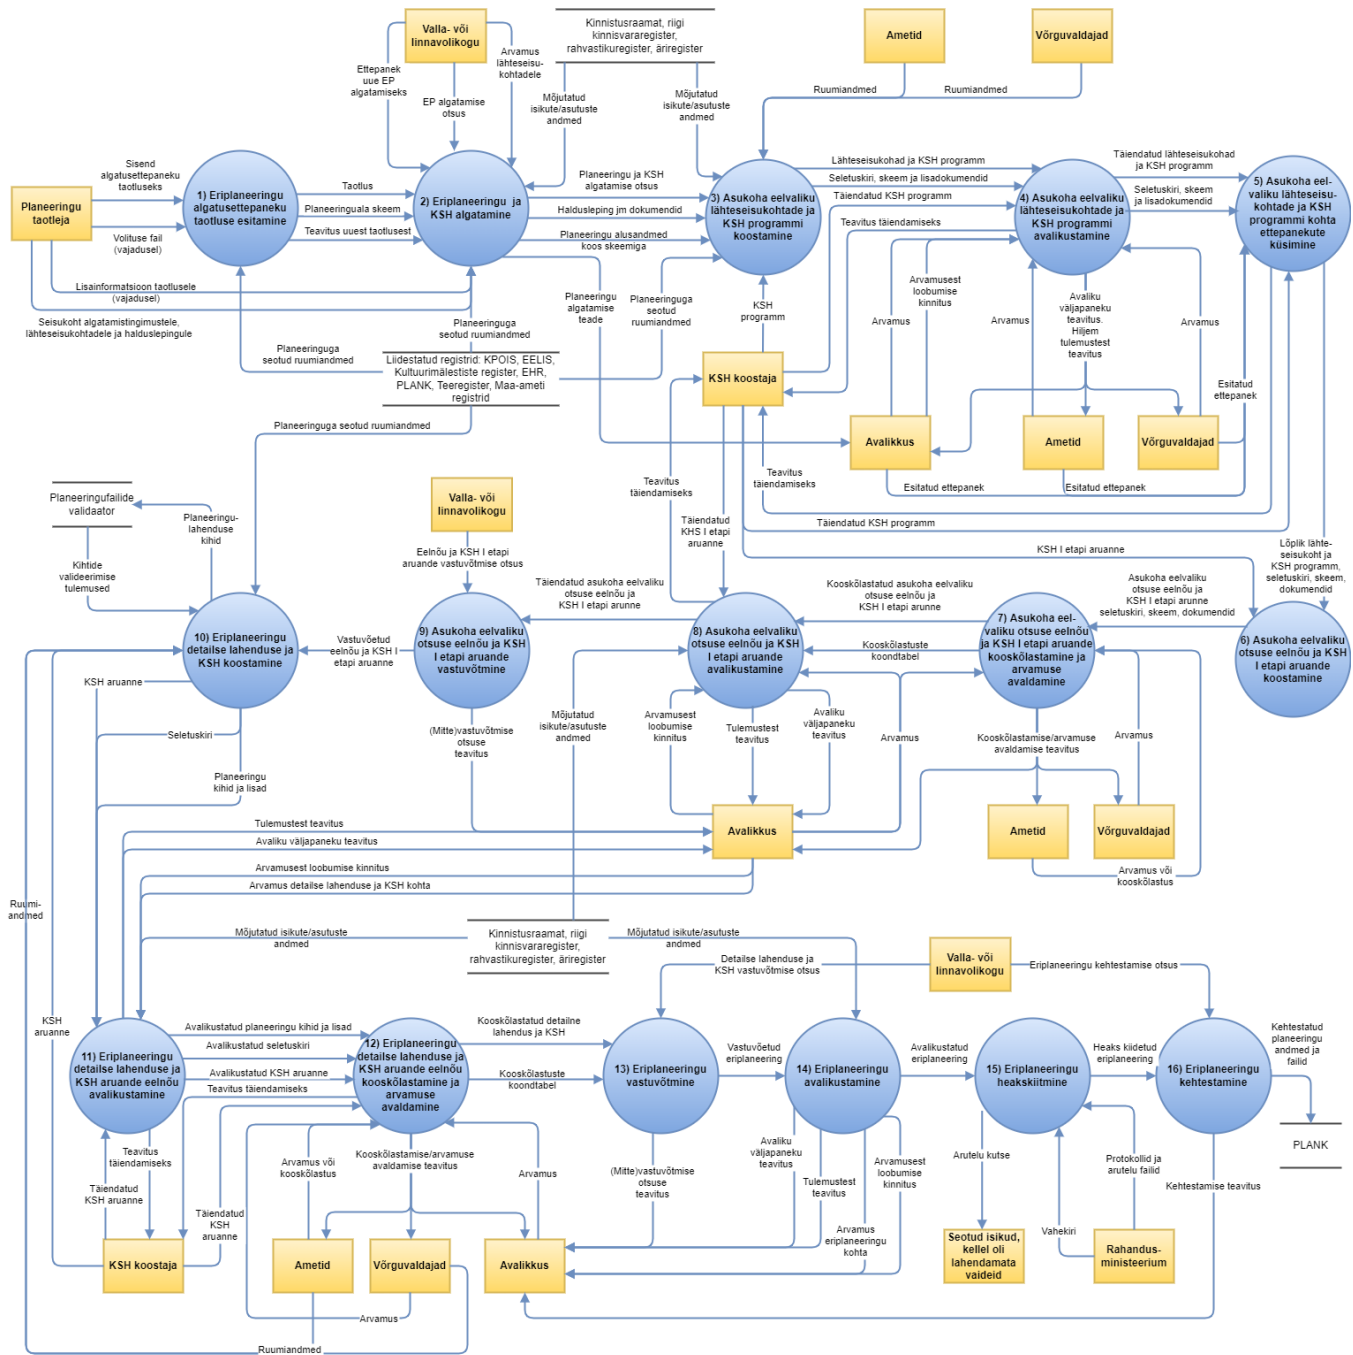 Valla- või
linnavolikogu
Kinnistusraamat, riigi
kinnisvararegister,
rahvastikuregister, äriregister
Ametid
Võrguvaldajad
Ettepanek
uue EP
algatamiseks
Arvamus
lähteseisu-
kohtadele
EP algatamise
otsus
Mõjutatud
isikute/asutuste
andmed
Mõjutatud
isikute/asutuste
andmed
Ruumiandmed
Ruumiandmed
Planeeringu
taotleja
Sisend
algatusettepaneku
taotluseks
Volituse fail
(vajadusel)
1) Eriplaneeringu
algatusettepaneku
taotluse esitamine
Taotlus
Planeeringuala skeem
Teavitus uuest taotlusest
2) Eriplaneeringu ja
KSH algatamine
Planeeringu ja KSH
algatamise otsus
Halduslepping jm dokumendid
Planeeringu alusandmed
koos skeemiga
3) Asukoha eelvaliku
lähteseisukohtade ja
KSH programmi
koostamine
Lähteseisukohad ja KSH programm
Seletuskiri, skeem ja lisadokumendid
Täiendatud KSH programm
Teavitus täiendamiseks
4) Asukoha eelvaliku
lähteseisukohtade ja
KSH programmi
avalikustamine
Täiendatud lähteseisukohad
ja KSH programm
Seletuskiri, skeem
ja lisadokumendid
5) Asukoha eel-
valiku lähteseisu-
kohtade ja KSH
programmi kohta
ettepanekute
küsimine
Lisainformatsioon taotlusele
(vajadusel)
Seisukoht algatamistingimustele,
lähteseisukohtadele ja halduslepingule
Planeeringuga
seotud ruumiandmed
Planeeringuga
seotud ruumiandmed
Liidestatud registrid: KPOIS, EELIS,
Kultuurimälestiste register, EHR,
PLANK, Teeregister, Maa-ameti
registrid
Planeeringu
algatamise
teade
Planeeringuga
seotud
ruumiandmed
KSH
programm
KSH koostaja
Arvamusest
loobumise
kinnitus
Arvamus
Arvamus
Avaliku
väljapaneku
teavitus.
Hiljem
tulemustest
teavitus
Arvamus
Esitatud
ettepanek
Avalikkus
Ametid
Võrguvaldajad
Planeeringuga seotud ruumiandmed
Esitatud ettepanek
Esitatud ettepanek
Teavitus
täiendamiseks
Teavitus
täiendamiseks
Täiendatud KSH programm
Planeeringufailide
validaator
Planeeringu-
lahenduse
kihid
Kihtide
valideerimise
tulemused
Valla- või
linnavolikogu
Eelnõu ja KSH I etapi
aruande vastuvõtmise otsus
Täiendatud
KHS I etapi
aruanne
KSH I etapi aruanne
Lõplik lähte-
seisukoht ja
KSH programm,
seletuskiri, skeem,
dokumendid
Täiendatud asukoha eelvaliku
otsuse eelnõu ja
KSH I etapi arunne
Kooskõlastatud asukoha eelvaliku
otsuse eelnõu ja
KSH I etapi arunne
Asukoha eelvaliku
otsuse eelnõu ja
KSH I etapi arunne
seletuskiri, skeem, dokumendid
10) Eriplaneeringu
detailse lahenduse ja
KSH koostamine
Vastuvõetud
eelnõu ja KSH I
etapi aruanne
9) Asukoha eelvaliku
otsuse eelnõu ja KSH
I etapi aruande
vastuvõtmine
8) Asukoha eelvaliku
otsuse eelnõu ja KSH
I etapi aruande
avalikustamine
Kooskõlastuste
koondtabel
7) Asukoha eel-
valiku otsuse eelnõu
ja KSH I etapi aruande
kooskõlastamine ja
arvamuse
avaldamine
6) Asukoha eelvaliku
otsuse eelnõu ja KSH
I etapi aruande
koostamine
KSH aruanne
Seletuskiri
Planeeringu
kihid ja lisad
(Mitte)vastuvõtmise
otsuse
teavitus
Mõjutatud
isikute/asutuste
andmed
Arvamusest
loobumise
kinnitus
Tulemustest
teavitus
Avaliku
väljapaneku
teavitus
Arvamus
Kooskõlastamise/arvamuse
avaldamise teavitus
Arvamus
Tulemustest teavitus
Avaliku väljapaneku teavitus
Avalikkus
Ametid
Võrguvaldajad
Arvamusest loobumise kinnitus
Arvamus detailse lahenduse ja KSH kohta
Arvamus või
kooskõlastus
Ruumi-
andmed
Mõjutatud isikute/asutuste
andmed
Kinnistusraamat, riigi
kinnisvararegister,
rahvastikuregister, äriregister
Mõjutatud isikute/asutuste
andmed
Detailse lahenduse ja
KSH vastuvõtmise otsus
Valla- või
linnavolikogu
Eriplaneeringu kehtestamise otsus
KSH
aruanne
11) Eriplaneeringu
detailse lahenduse ja
KSH aruande eelnõu
avalikustamine
Avalikustatud planeeringu kihid ja lisad
Avalikustatud seletuskiri
Avalikustatud KSH aruanne
Teavitus täiendamiseks
12) Eriplaneeringu
detailse lahenduse ja
KSH aruande eelnõu
kooskõlastamine ja
arvamuse
avaldamine
Kooskõlastatud detailne
lahendus ja KSH
Kooskõlastuste
koondtabel
13) Eriplaneeringu
vastuvõtmine
Vastuvõetud
eriplaneering
14) Eriplaneeringu
avalikustamine
Avalikustatud
eriplaneering
15) Eriplaneeringu
heakskiitmine
Heaks kiidetud
eriplaneering
16) Eriplaneeringu
kehtestamine
Kehtestatud
planeeringu
andmed ja
failid
PLANK
Teavitus
täiendamiseks
Täiendatud
KSH aruanne
Täiendatud
KSH
aruanne
Arvamus või
kooskõlastus
Kooskõlastamise/arvamuse
avaldamise teavitus
Arvamus
(Mitte)vastuvõtmise
otsuse
teavitus
Avaliku
väljapaneku
teavitus
Tulemustest
teavitus
Arvamusest
loobumise
kinnitus
Arvamus
eriplaneeringu
kohta
Arutelu kutse
Protokollid ja
arutelu failid
Vahekiri
Kehtestamise teavitus
KSH koostaja
Ametid
Võrguvaldajad
Avalikkus
Seotud isikud,
kellel oli
lahendamata
vaideid
Rahandus-
ministeerium
Arvamus
Ruumiandmed